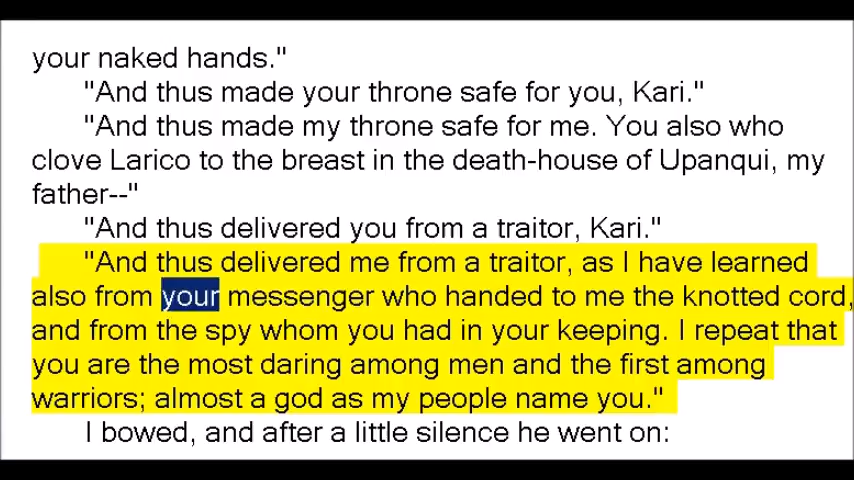 your naked hands."
"And thus made your throne safe for you, Kari."
"And thus made my throne safe for me. You also who
clove Larico to the breast in the death-house of Upanqui, my
father--"
"And thus delivered you from a traitor, Kari."
"And thus delivered me from a traitor, as I have learned
also from your messenger who handed to me the knotted cord,
and from the spy whom you had in your keeping. I repeat that
you are the most daring among men and the first among
warriors; almost a god as my people name you."
I bowed, and after a little silence he went on: